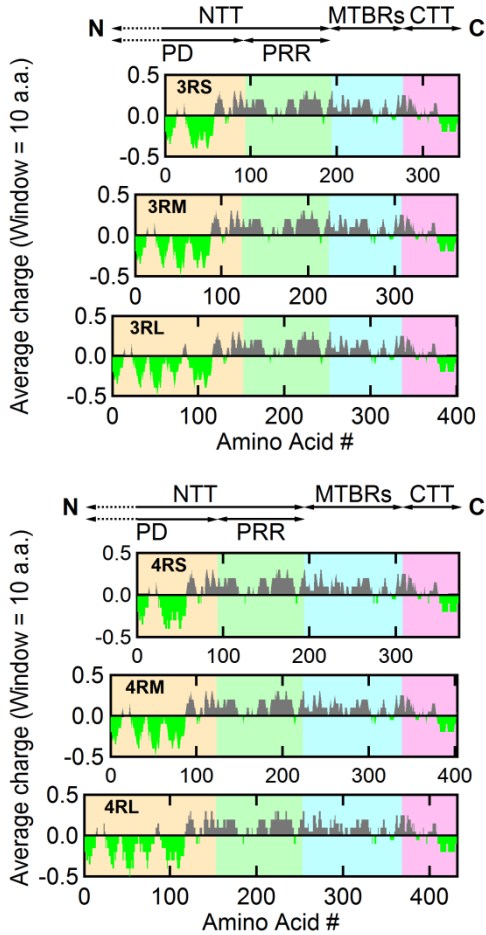 N NTT MTBRs CTT C
PD PRR
Average charge (Window = 10 a.a.)
3RS
0.5
0.0
-0.5
0 100 200 300
3RM
0.5
0.0
-0.5
0 100 200 300
3RL
0.5
0.0
-0.5
0 100 200 300 400
Amino Acid #
N NTT MTBRs CTT C
PD PRR
Average charge (Window = 10 a.a.)
4RS
0.5
0.0
-0.5
0 100 200 300
4RM
0.5
0.0
-0.5
0 100 200 300 400
4RL
0.5
0.0
-0.5
0 100 200 300 400
Amino Acid #